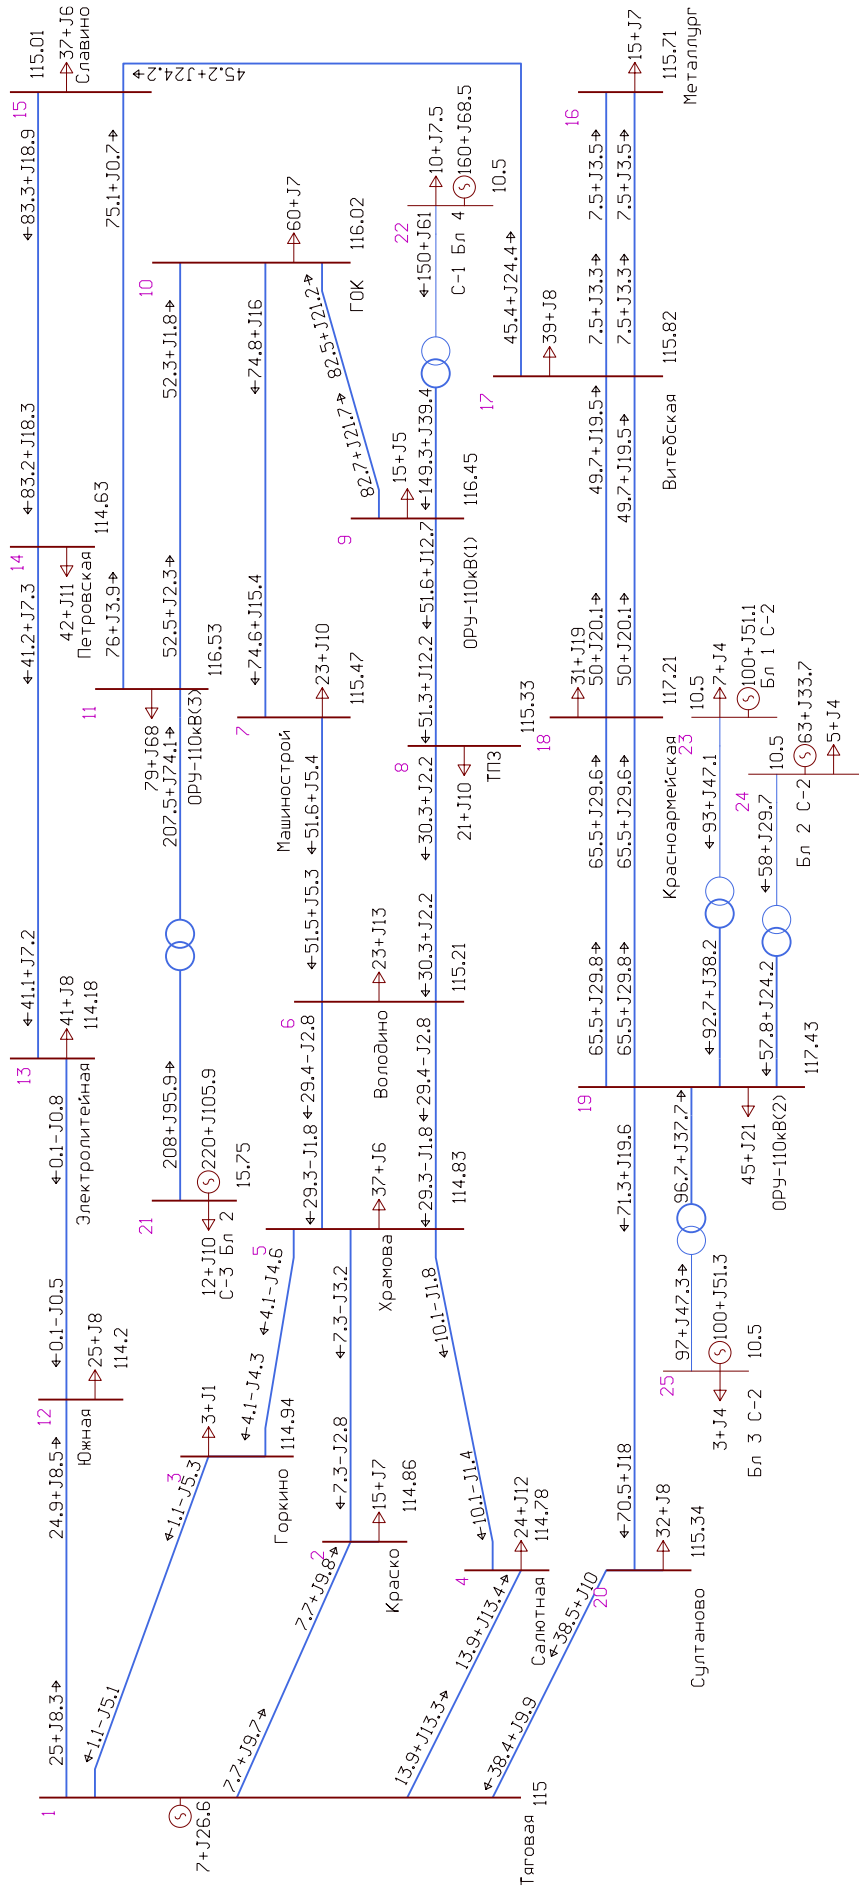 1
Тяговая
115
7+J26.6
25+J8.3→
24.9+J8.5→
←1.1-J5.1
←1.1-J5.3
7.7+J9.7→
7.7+J9.8→
13.9+J13.3→
13.9+J13.4→
←38.4+J9.9
←38.5+J10
12
Южная
25+J8
114.2
←0.1-J0.5
←0.1-J0.8
3
Горкино
3+J1
114.94
←4.1-J4.3
←4.1-J4.6
2
Краско
15+J7
114.86
←7.3-J2.8
←7.3-J3.2
4
Салютная
24+J12
114.78
←10.1-J1.4
←10.1-J1.8
20
Султаново
32+J8
115.34
←70.5+J18
←71.3+J19.6
13
Электролитейная
41+J8
114.18
←41.1+J7.2
←41.2+J7.3
21
12+J10
220+J105.9
С-3 Бл 2
15.75
208+J95.9→
207.5+J74.1→
5
Храмова
37+J6
114.83
←29.3-J1.8
←29.4-J2.8
←29.3-J1.8
←29.4-J2.8
25
3+J4
100+J51.3
Бл 3 С-2
10.5
97+J47.3→
96.7+J37.7→
6
Володино
23+J13
115.21
←51.5+J5.3
←51.6+J5.4
←30.3+J2.2
←30.3+J2.2
19
ОРУ-110кВ(2)
45+J21
117.43
65.5+J29.8→
65.5+J29.6→
65.5+J29.8→
65.5+J29.6→
←92.7+J38.2
←93+J47.1
←57.8+J24.2
←58+J29.7
11
ОРУ-110кВ(3)
79+J68
116.53
76+J3.9→
75.1+J0.7→
52.5+J2.3→
52.3+J1.8→
7
Машинострой
23+J10
115.47
←74.6+J15.4
←74.8+J16
8
ТПЗ
21+J10
115.33
←51.3+J12.2
←51.6+J12.7
18
Красноармейская
31+J19
117.21
50+J20.1→
49.7+J19.5→
50+J20.1→
49.7+J19.5→
23
10.5
7+J4
100+J51.1
Бл 1 С-2
24
10.5
63+J33.7
5+J4
Бл 2 С-2
14
Петровская
42+J11
114.63
←83.2+J18.3
←83.3+J18.9
9
ОРУ-110кВ(1)
15+J5
116.45
82.7+J21.7→
82.5+J21.2→
←149.3+J39.4
←150+J61
10
ГОК
60+J7
116.02
22
С-1 Бл 4
10+J7.5
160+J68.5
10.5
17
Витебская
39+J8
115.82
45.4+J24.4→
45.2+J24.2→
7.5+J3.3→
7.5+J3.5→
7.5+J3.3→
7.5+J3.5→
15
Славино
37+J6
115.01
16
Металлург
15+J7
115.71